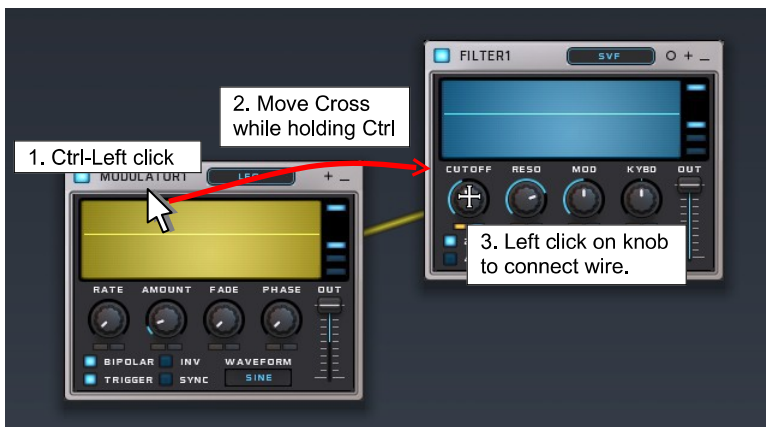 FILTER1
SVF
2. Move Cross
while holding Ctrl
1. Ctrl-Left click
MODULATOR1
CUTOFF RESO MOD KYBD OUT
3. Left click on knob
to connect wire.
RATE AMOUNT FADE PHASE OUT
BIPOLAR INV WAVEFORM
TRIGGER SYNC SINE